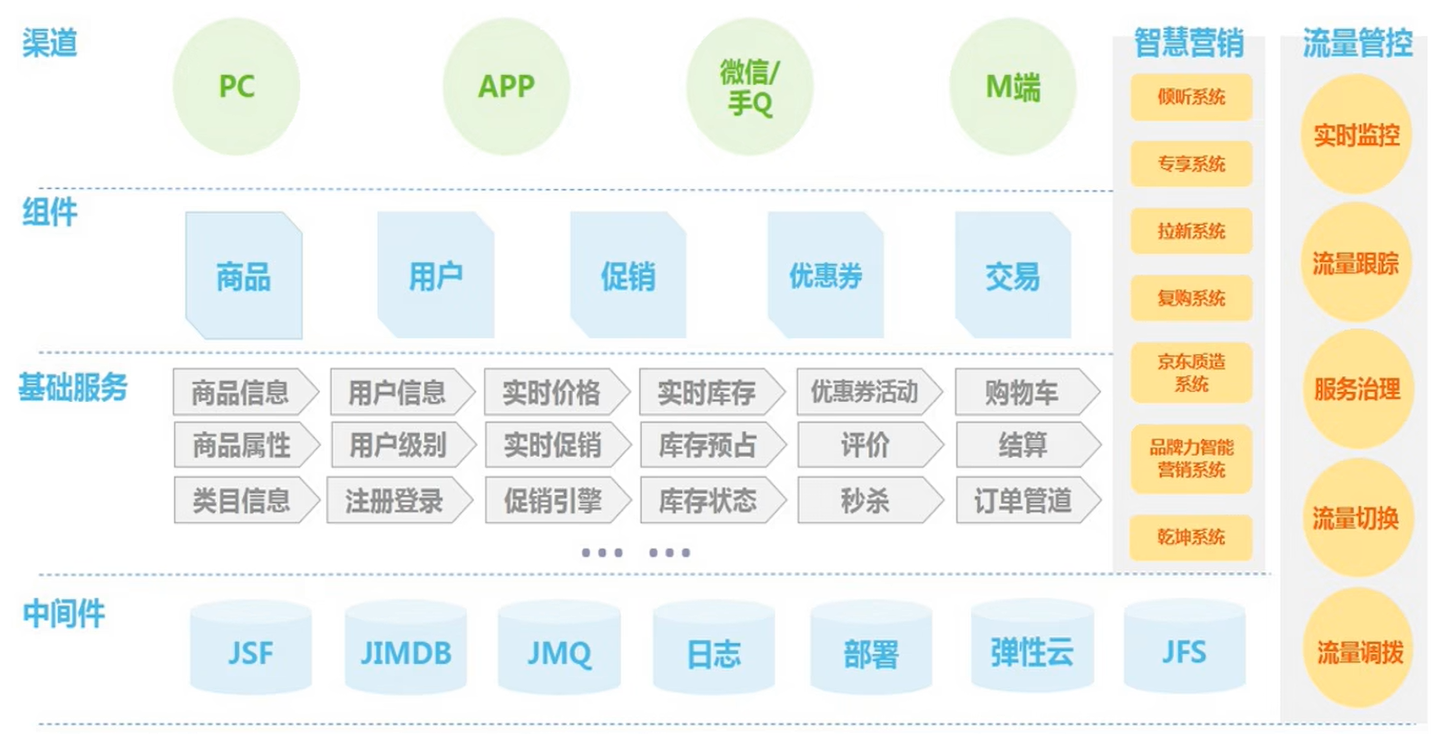 渠道
PC
APP
微信/
手Q
M端
组件
商品
用户
促销
优惠券
交易
基础服务
商品信息
用户信息
实时价格
实时库存
优惠券活动
购物车
商品属性
用户级别
实时促销
库存预占
评价
结算
类目信息
注册登录
促销引擎
库存状态
秒杀
订单管道
... ...
中间件
JSF
JIMDB
JMQ
日志
部署
弹性云
JFS
智慧营销
倾听系统
专享系统
拉新系统
复购系统
京东质造
系统
品牌力智能
营销系统
乾坤系统
流量管控
实时监控
流量跟踪
服务治理
流量切换
流量调拨